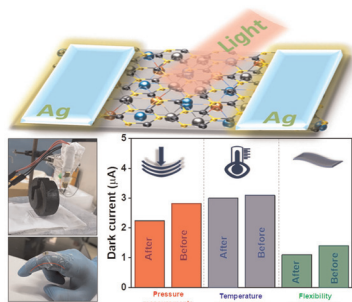 Light
Ag
Ag
Dark current (μA)
5
4
3
2
1
0
After
Before
After
Before
After
Before
Pressure
Temperature
Flexibility